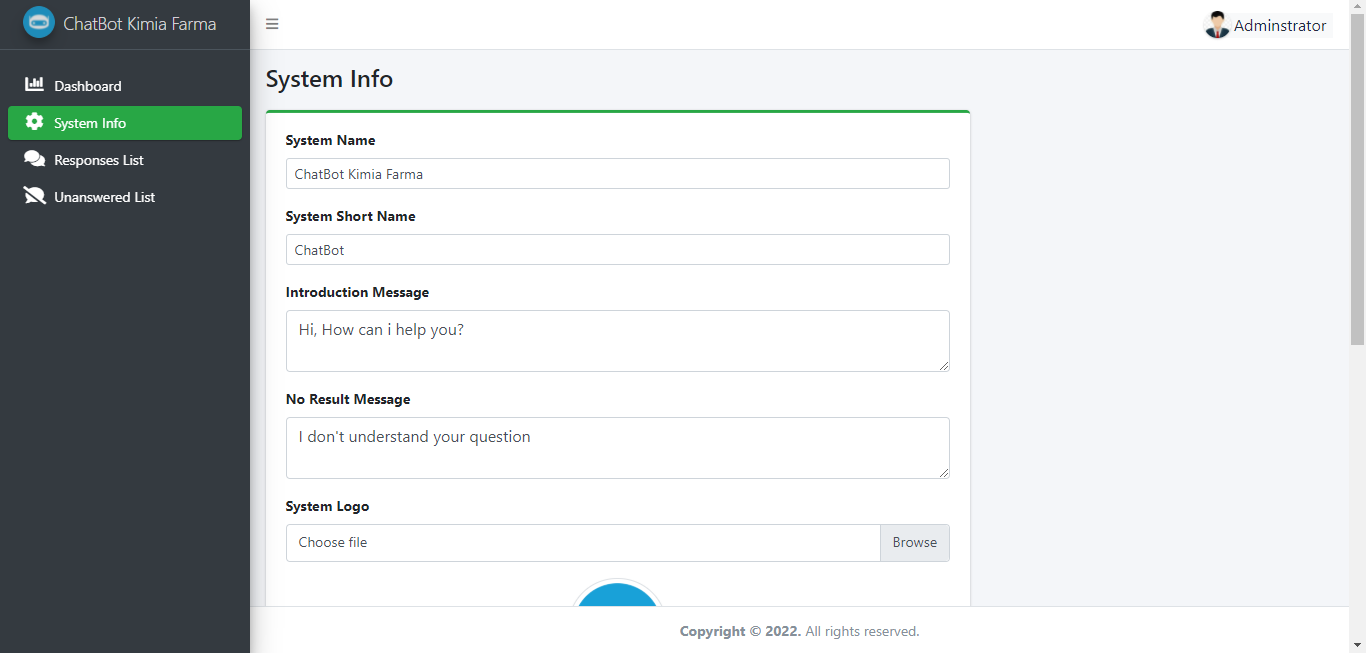 ChatBot Kimia Farma
Adminstrator
Dashboard
System Info
Responses List
Unanswered List
System Info
System Name
ChatBot Kimia Farma
System Short Name
ChatBot
Introduction Message
Hi, How can i help you?
No Result Message
I don't understand your question
System Logo
Choose file
Browse
Copyright © 2022. All rights reserved.